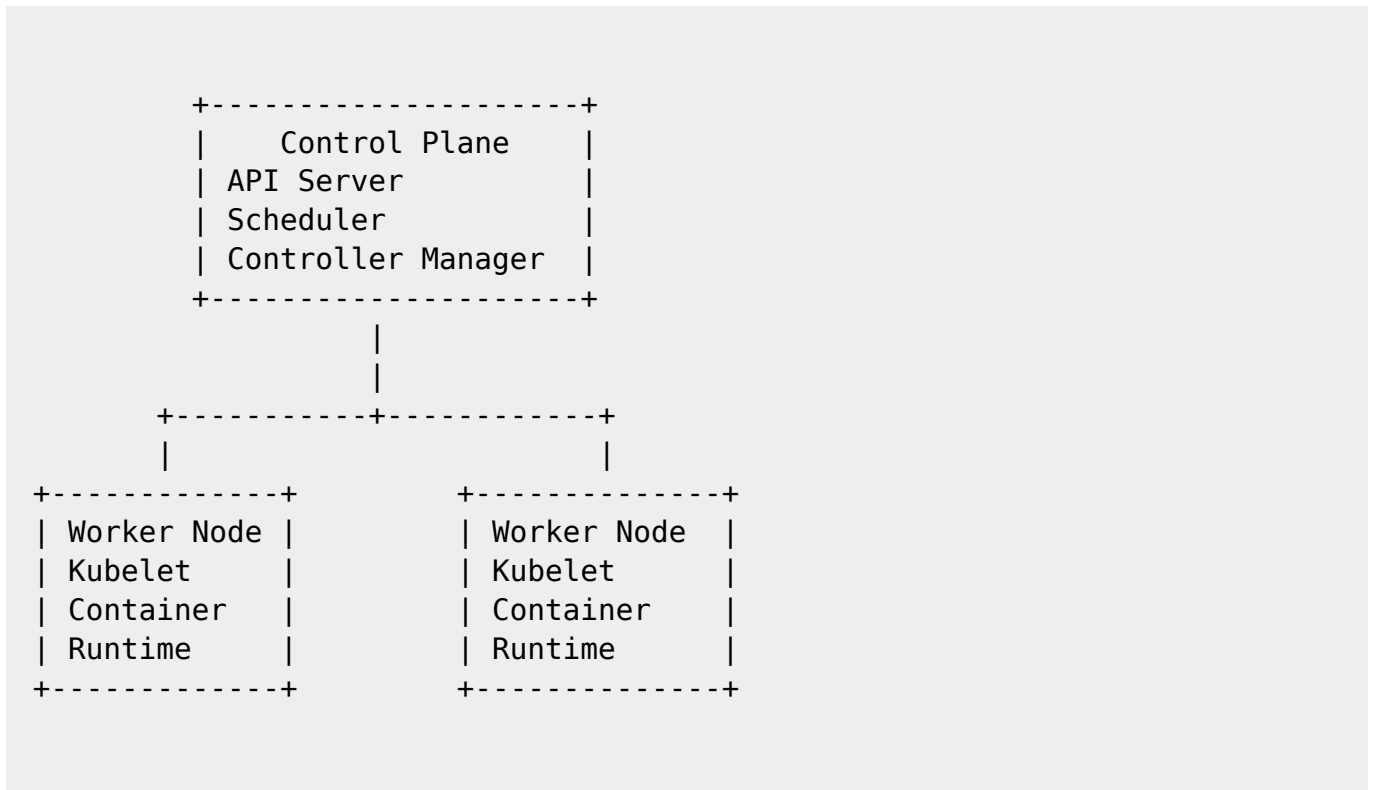 +---------------------+
|    Control Plane    |
| API Server          |
| Scheduler           |
| Controller Manager  |
+---------------------+
|
|
+-----------+------------+
|                        |
+-------------+         +--------------+
| Worker Node |         | Worker Node  |
| Kubelet     |         | Kubelet      |
| Container   |         | Container    |
| Runtime     |         | Runtime      |
+-------------+         +--------------+